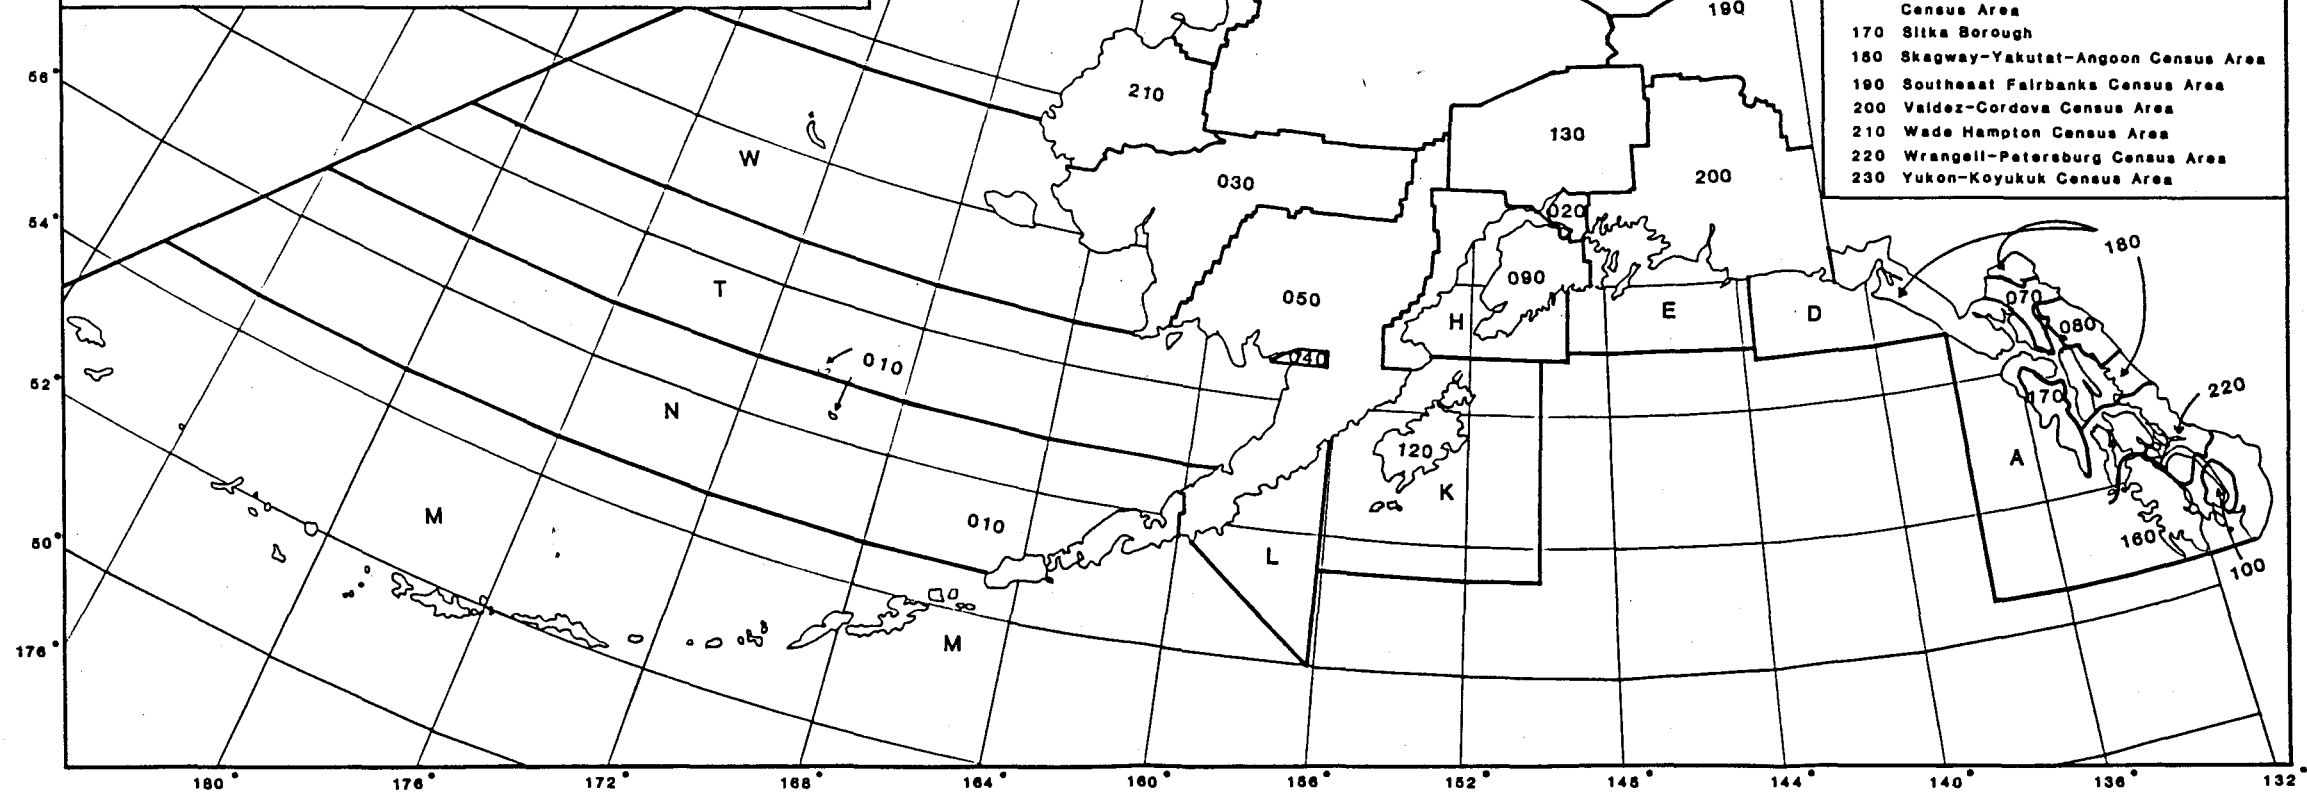 190
Census Area
170 Sitka Borough
180 Skagway-Yakutat-Angoon Census Area
190 Southeast Fairbanks Census Area
200 Valdez-Cordova Census Area
210 Wade Hampton Census Area
220 Wrangell-Petersburg Census Area
230 Yukon-Koyukuk Census Area
56°
210
130
W
030
200
020
54°
180
T
050
090
070
H
E
D
080
010
040
52°
N
170
220
120
K
A
M
010
50°
L
160
100
M
176°
180°
176°
172°
168°
164°
160°
156°
152°
148°
144°
140°
136°
132°